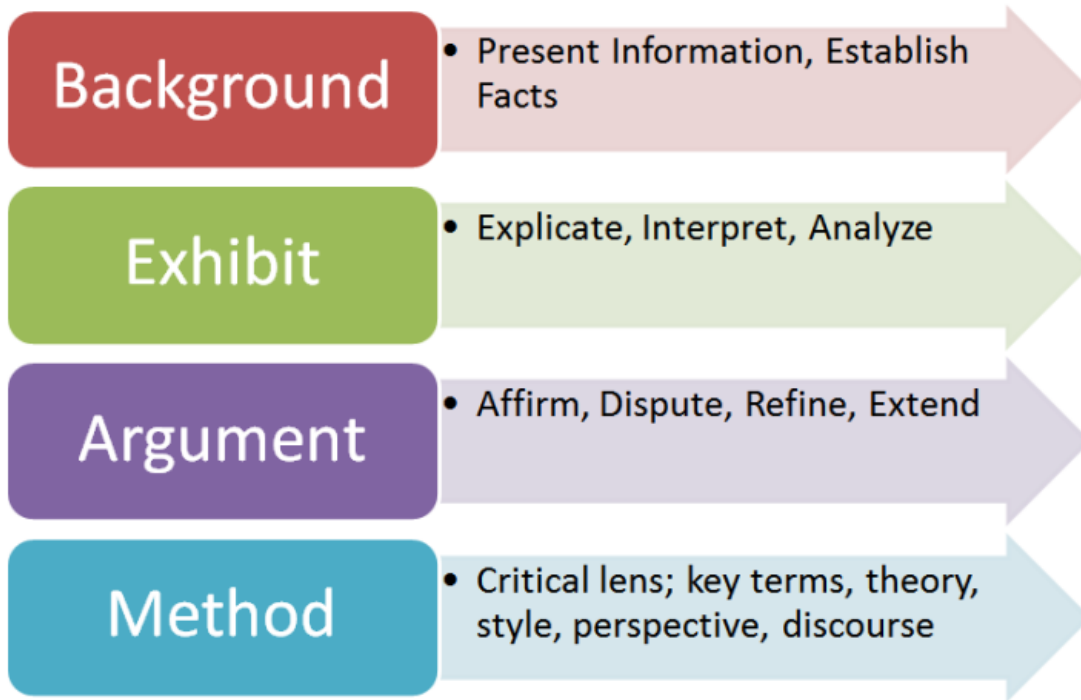 Background
• Present Information, Establish
Facts
Exhibit
• Explicate, Interpret, Analyze
Argument
• Affirm, Dispute, Refine, Extend
Method
• Critical lens; key terms, theory,
style, perspective, discourse